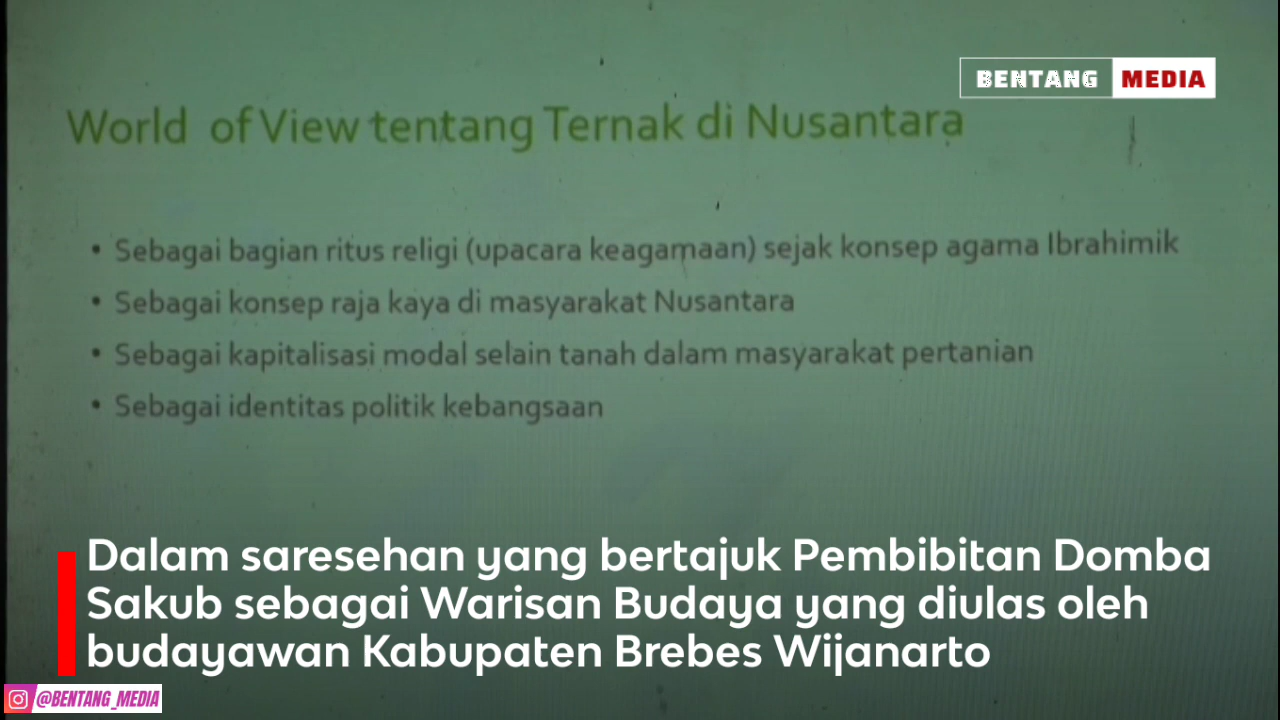 BENTANG MEDIA
World of View tentang Ternak di Nusantara
• Sebagai bagian ritus religi (upacara keagamaan) sejak konsep agama Ibrahimik
• Sebagai konsep raja kaya di masyarakat Nusantara
• Sebagai kapitalisasi modal selain tanah dalam masyarakat pertanian
• Sebagai identitas politik kebangsaan
Dalam saresehan yang bertajuk Pembibitan Domba
Sakub sebagai Warisan Budaya yang diulas oleh
budayawan Kabupaten Brebes Wijanarto
@BENTANG_MEDIA